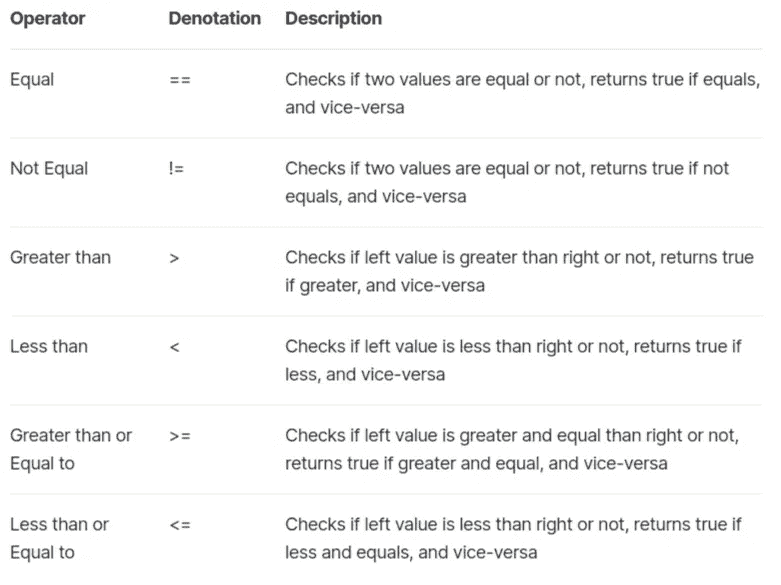 Operator Denotation Description
Equal == Checks if two values are equal or not, returns true if equals,
and vice-versa
Not Equal != Checks if two values are equal or not, returns true if not
equals, and vice-versa
Greater than > Checks if left value is greater than right or not, returns true
if greater, and vice-versa
Less than < Checks if left value is less than right or not, returns true if
less, and vice-versa
Greater than or >= Checks if left value is greater and equal than right or not,
Equal to returns true if greater and equal, and vice-versa
Less than or <= Checks if left value is less than right or not, returns true if
Equal to less and equals, and vice-versa